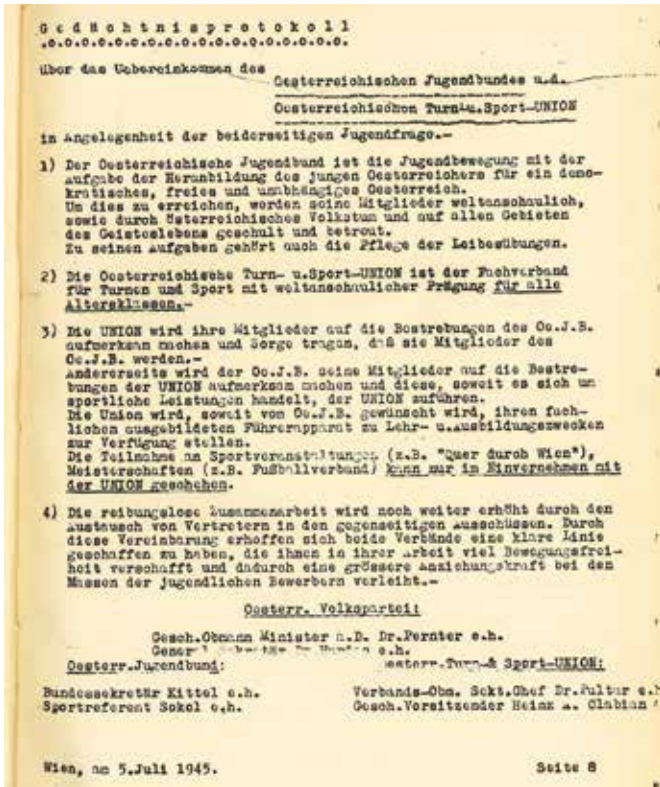 G e d ä c h t n i s p r o t o k o l l
.o.o.o.o.o.o.o.o.o.o.o.o.o.o.o.o.o.o.
über das Uebereinkommen des
Oesterreichischen Jugendbundes u.d.
Oesterreichischen Turn-u.Sport-UNION
in Angelegenheit der beiderseitigen Jugendfrage.-
1) Der Oesterreichische Jugendbund ist die Jugendbewegung mit der
Aufgabe der Heranbildung des jungen Oesterreichers für ein demo-
kratisches, freies und unabhängiges Oesterreich.
Um dies zu erreichen, werden seine Mitglieder weltanschaulich,
sowie durch österreichisches Volkstum und auf allen Gebieten
des Geisteslebens geschult und betreut.
Zu seinen Aufgaben gehört auch die Pflege der Leibesübungen.
2) Die Oesterreichische Turn- u.Sport-UNION ist der Fachverband
für Turnen und Sport mit weltanschaulicher Prägung für alle
Altersklassen.-
3) Die UNION wird ihre Mitglieder auf die Bestrebungen des Oe.J.B.
aufmerksam machen und Sorge tragen, daß sie Mitglieder des
Oe.J.B. werden.-
Andererseits wird der Oe.J.B. seine Mitglieder auf die Bestre-
bungen der UNION aufmerksam machen und diese, soweit es sich um
sportliche Leistungen handelt, der UNION zuführen.
Die Union wird, soweit vom Oe.J.B. gewünscht wird, ihren fach-
lichen ausgebildeten Führerapparat zu Lehr- u.Ausbildungszwecken
zur Verfügung stellen.
Die Teilnahme an Sportveranstaltungen (z.B. "Quer durch Wien"),
Meisterschaften (z.B. Fußballverband) kann nur im Einvernehmen mit
der UNION geschehen.
4) Die reibungslose Zusammenarbeit wird noch weiter erhöht durch den
Austausch von Vertretern in den gegenseitigen Ausschüssen. Durch
diese Vereinbarung erhoffen sich beide Verbände eine klare Linie
geschaffen zu haben, die ihnen in ihrer Arbeit viel Bewegungsfrei-
heit verschafft und dadurch eine grössere Anziehungskraft bei den
Massen der jugendlichen Bewerbern verleiht.-
Oesterr. Volkspartei:
Gesch.Obmann Minister a.D. Dr.Pernter e.h.
General Dr. e.h.
Oesterr.Jugendbund: Oesterr.Turn-& Sport-UNION:
Bundessekretär Kittel e.h. Verbands-Obm. Sekt.Chef Dr.Pultar e.h
Sportreferent Sokol e.h. Gesch.Vorsitzender Heinz A. Clabian
Wien, am 5.Juli 1945. Seite 8